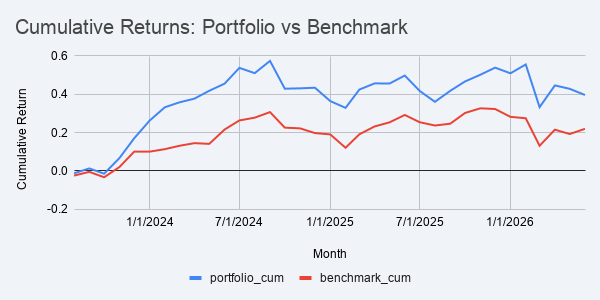 Cumulative Returns: Portfolio vs Benchmark
Cumulative Return
0.6
0.4
0.2
0.0
-0.2
1/1/2024 7/1/2024 1/1/2025 7/1/2025 1/1/2026
Month
portfolio_cum benchmark_cum